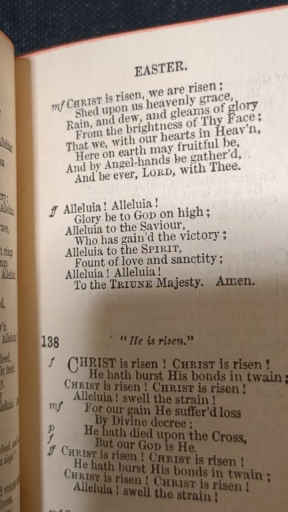 EASTER.
mf CHRIST is risen, we are risen;
Shed upon us heavenly grace,
Rain, and dew, and gleams of glory
From the brightness of Thy Face;
That we, with our hearts in Heav'n,
Here on earth may fruitful be,
And by Angel-hands be gather'd,
And be ever, LORD, with Thee.
ff Alleluia! Alleluia!
Glory be to GOD on high;
Alleluia to the Saviour,
Who has gain'd the victory;
Alleluia to the SPIRIT,
Fount of love and sanctity;
Alleluia! Alleluia!
To the TRIUNE Majesty. Amen.
138 "He is risen."
f CHRIST is risen! CHRIST is risen!
He hath burst His bonds in twain;
CHRIST is risen! CHRIST is risen!
Alleluia! swell the strain!
mf For our gain He suffer'd loss
By Divine decree;
p He hath died upon the Cross,
f But our GOD is He.
ff CHRIST is risen! CHRIST is risen!
He hath burst His bonds in twain;
CHRIST is risen! CHRIST is risen!
Alleluia! swell the strain!